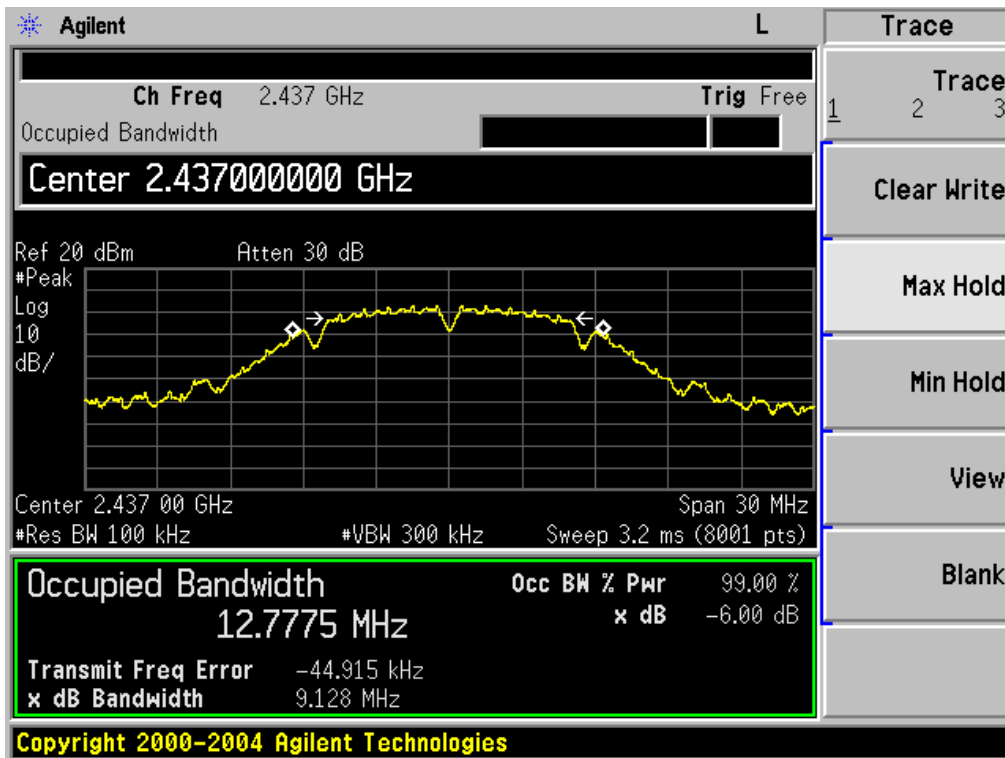 Agilent L Trace
Ch Freq 2.437 GHz Trig Free
Occupied Bandwidth
Center 2.437000000 GHz
Ref 20 dBm Atten 30 dB
#Peak
Log
10
dB/
Center 2.437 00 GHz Span 30 MHz
#Res BW 100 kHz #VBW 300 kHz Sweep 3.2 ms (8001 pts)
Occupied Bandwidth Occ BW % Pwr 99.00 %
12.7775 MHz x dB -6.00 dB
Transmit Freq Error -44.915 kHz
x dB Bandwidth 9.128 MHz
Copyright 2000-2004 Agilent Technologies
Trace
1 2 3
Clear Write
Max Hold
Min Hold
View
Blank